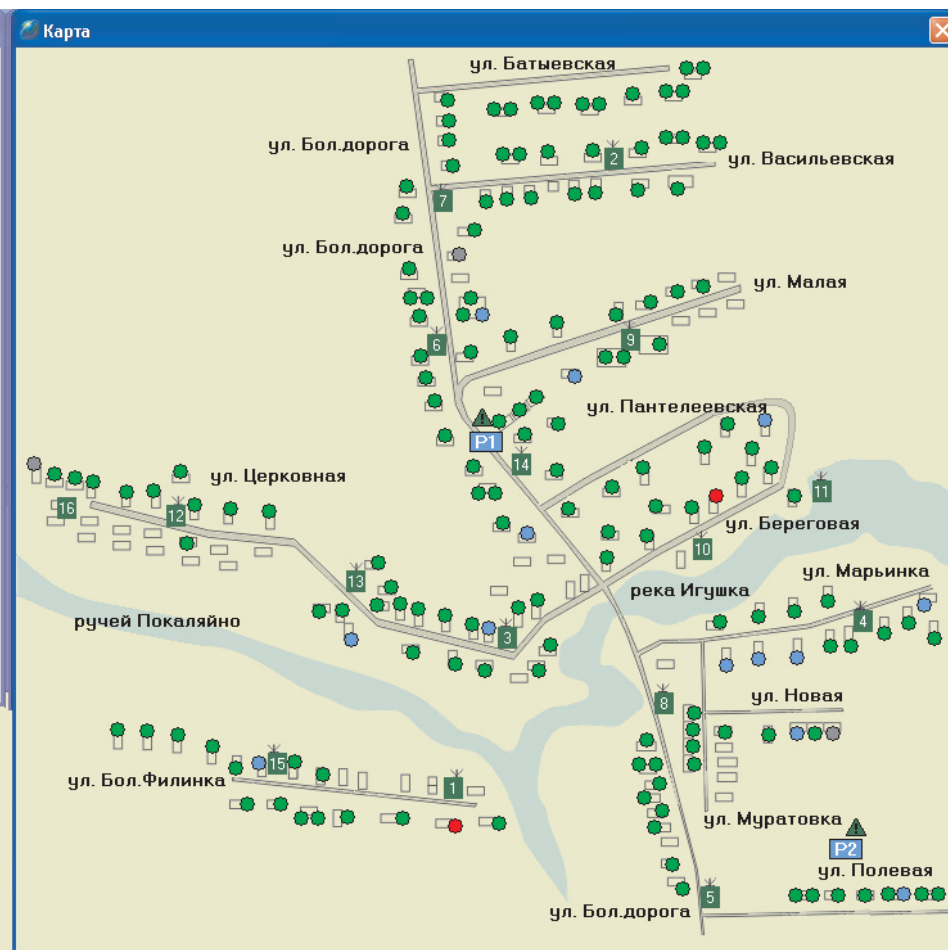 Карта
ул. Батыевская
ул. Бол.дорога
2
ул. Васильевская
7
ул. Бол.дорога
ул. Малая
6
9
ул. Пантелеевская
P1
14
ул. Церковная
16
12
11
ул. Береговая
10
13
река Игушка
ул. Марьинка
ручей Покаляйно
3
4
8
ул. Новая
15
ул. Бол.Филинка
1
ул. Муратовка
P2
ул. Полевая
5
ул. Бол.дорога